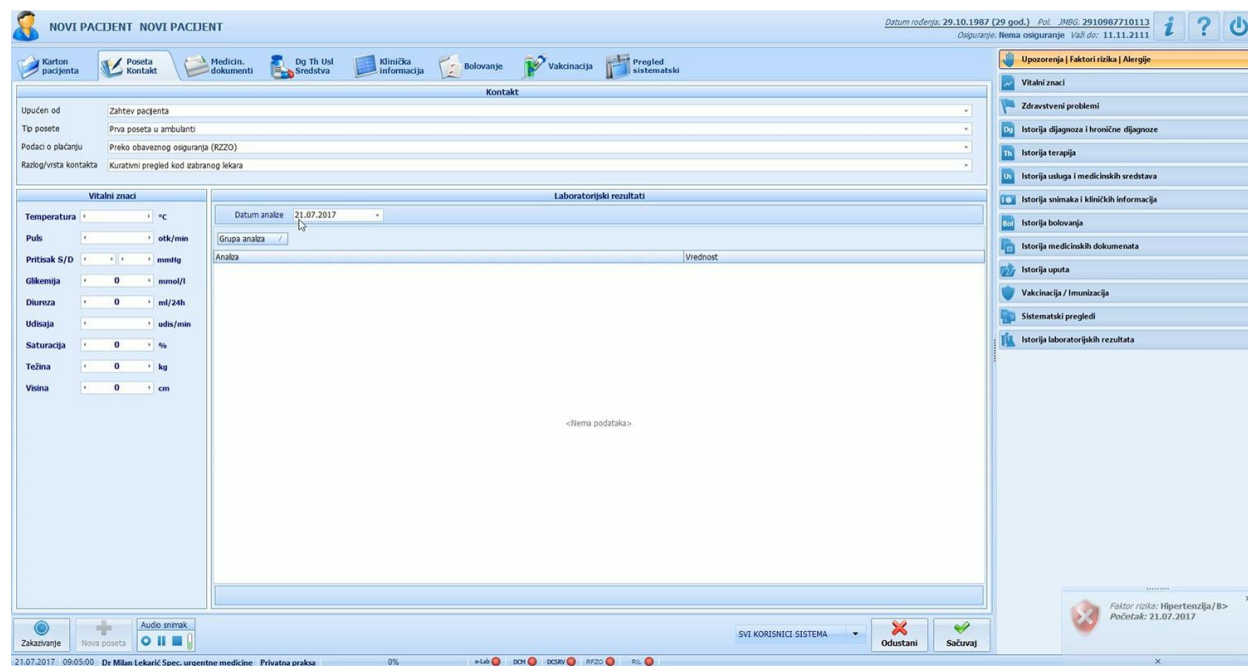 NOVI PACIJENT NOVI PACIJENT
Datum rođenja: 29.10.1987 (29 god.) Pol. JMBG: 2910987710113
Osiguranje: Nema osiguranje Važi do: 11.11.2111
Karton pacijenta
Poseta Kontakt
Medicin. dokumenti
Dg Th Usl Sredstva
Klinička informacija
Bolovanje
Vakcinacija
Pregled sistematski
Kontakt
Upućen od Zahtev pacijenta
Tip posete Prva poseta u ambulanti
Podaci o plaćanju Preko obaveznog osiguranja (RZZO)
Razlog/vrsta kontakta Kurativni pregled kod izabranog lekara
Vitalni znaci
Temperatura °C
Puls otk/min
Pritisak S/D mmHg
Glikemija 0 mmol/l
Diureza 0 ml/24h
Udisaja udis/min
Saturacija 0 %
Težina 0 kg
Visina 0 cm
Laboratorijski rezultati
Datum analize 21.07.2017
Grupa analiza
Analiza Vrednost
<Nema podataka>
Upozorenja | Faktori rizika | Alergije
Vitalni znaci
Zdravstveni problemi
Dg Istorija dijagnoza i hronične dijagnoze
Th Istorija terapija
Us Istorija usluga i medicinskih sredstava
Istorija snimaka i kliničkih informacija
Bol Istorija bolovanja
Istorija medicinskih dokumenata
Istorija uputa
Vakcinacija / Imunizacija
Sistematski pregledi
Istorija laboratorijskih rezultata
Faktor rizika: Hipertenzija/B>
Početak: 21.07.2017
Zakazivanje
Nova poseta
Audio snimak
SVI KORISNICI SISTEMA
Odustani
Sačuvaj
21.07.2017 09:05:00 Dr Milan Lekarić Spec. urgentne medicine Privatna praksa 0% e-Lab DCM DCSRV RFZO RIL